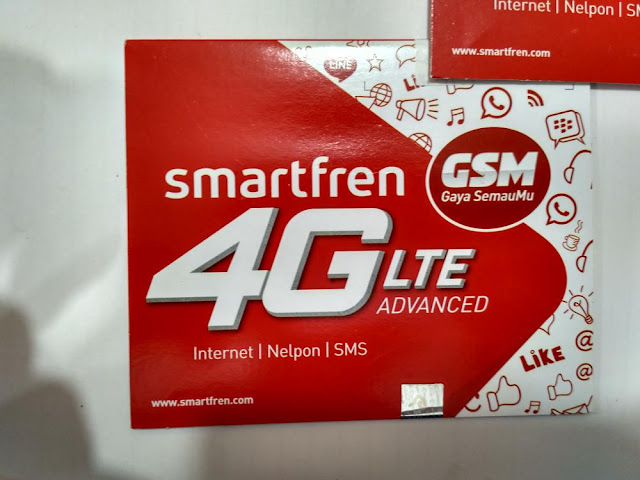 Internet | Nelpon |
www.smartfren.com
LINE
smartfren
GSM
Gaya SemauMu
4G LTE
ADVANCED
Internet | Nelpon | SMS
LiKE
www.smartfren.com